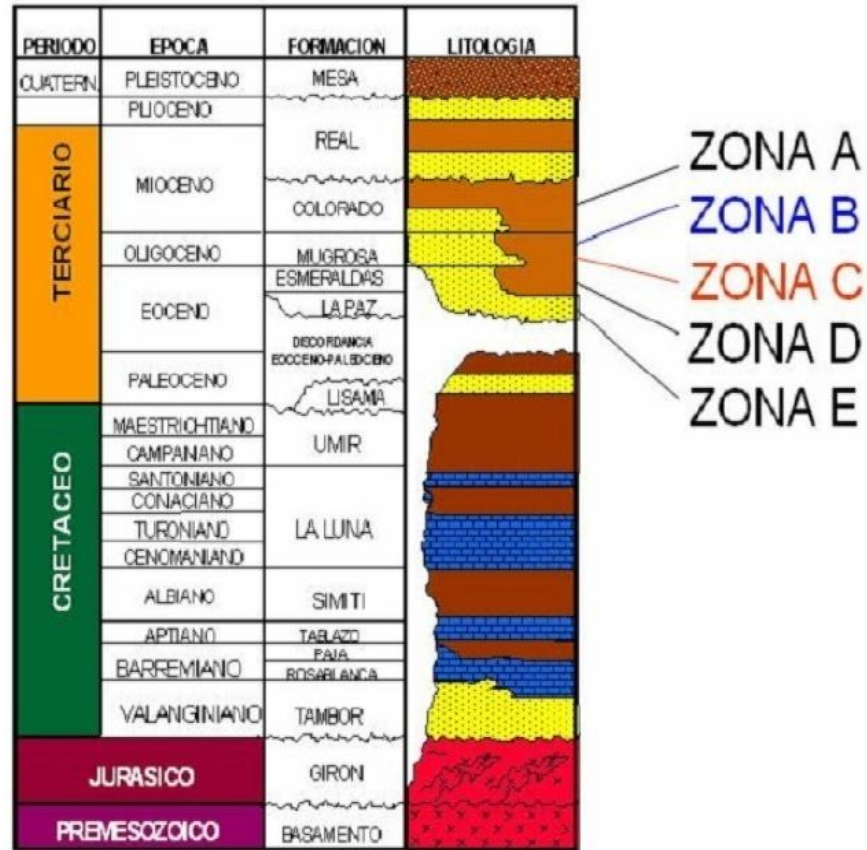 PERIODO EPOCA FORMACION LITOLOGIA
CUATERN. PLEISTOCENO MESA
PLIOCENO
REAL
TERCIARIO
MIOCENO
COLORADO
OLIGOCENO MUGROSA
ESMERALDAS
EOCENO
LA PAZ
DISCORDANCIA
EOCCENO-PALEOCENO
PALEOCENO
LISAMA
ZONA A
ZONA B
ZONA C
ZONA D
ZONA E
CRETACEO
MAESTRICHTIANO
UMIR
CAMPANIANO
SANTONIANO
CONACIANO
LA LUNA
TURONIANO
CENOMANIANO
ALBIANO SIMITI
APTIANO TABLAZO
PAJA
BARREMIANO
ROSABLANCA
VALANGINIANO TAMBOR
JURASICO GIRON
PREMESOZOICO BASAMENTO